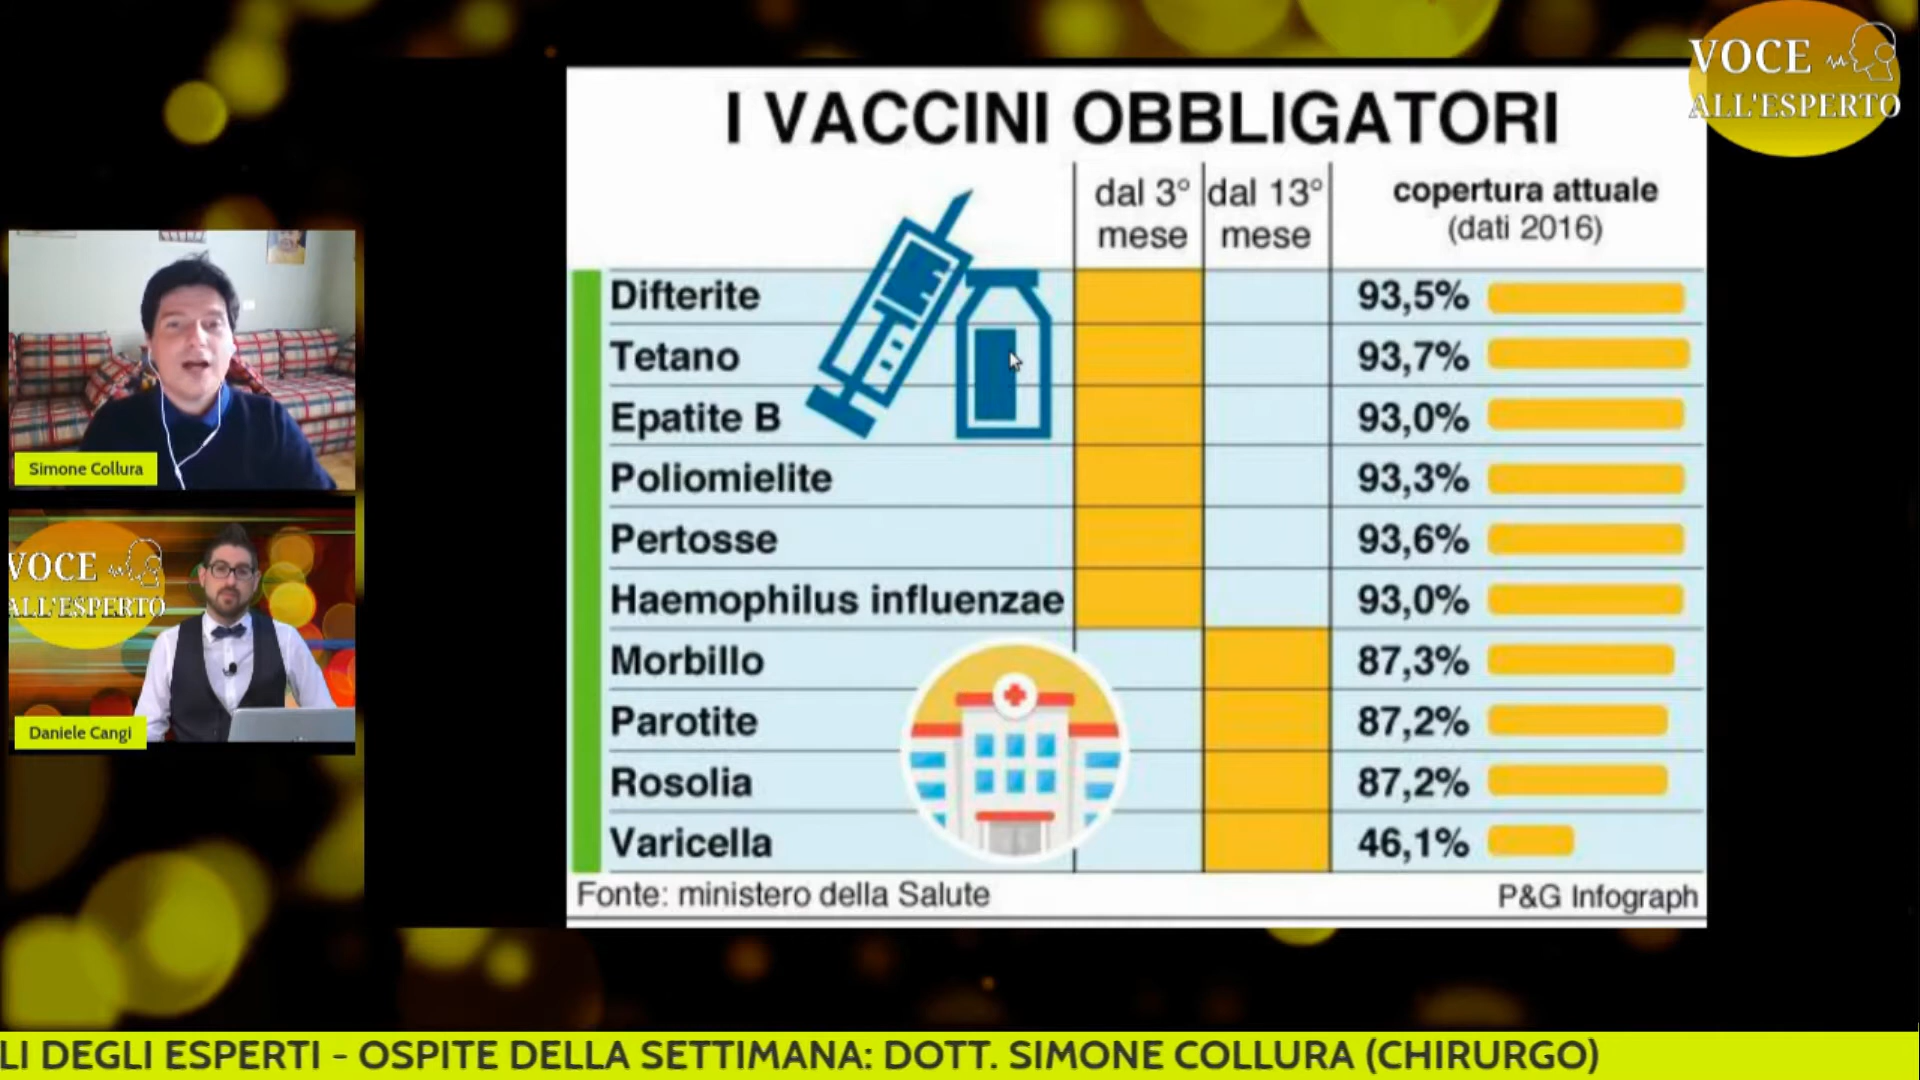 VOCE
ALL'ESPERTO
I VACCINI OBBLIGATORI
dal 3° mese
dal 13° mese
copertura attuale
(dati 2016)
Difterite 93,5%
Tetano 93,7%
Epatite B 93,0%
Poliomielite 93,3%
Pertosse 93,6%
Haemophilus influenzae 93,0%
Morbillo 87,3%
Parotite 87,2%
Rosolia 87,2%
Varicella 46,1%
Fonte: ministero della Salute
P&G Infograph
Simone Collura
VOCE
ALL'ESPERTO
Daniele Cangi
LI DEGLI ESPERTI - OSPITE DELLA SETTIMANA: DOTT. SIMONE COLLURA (CHIRURGO)